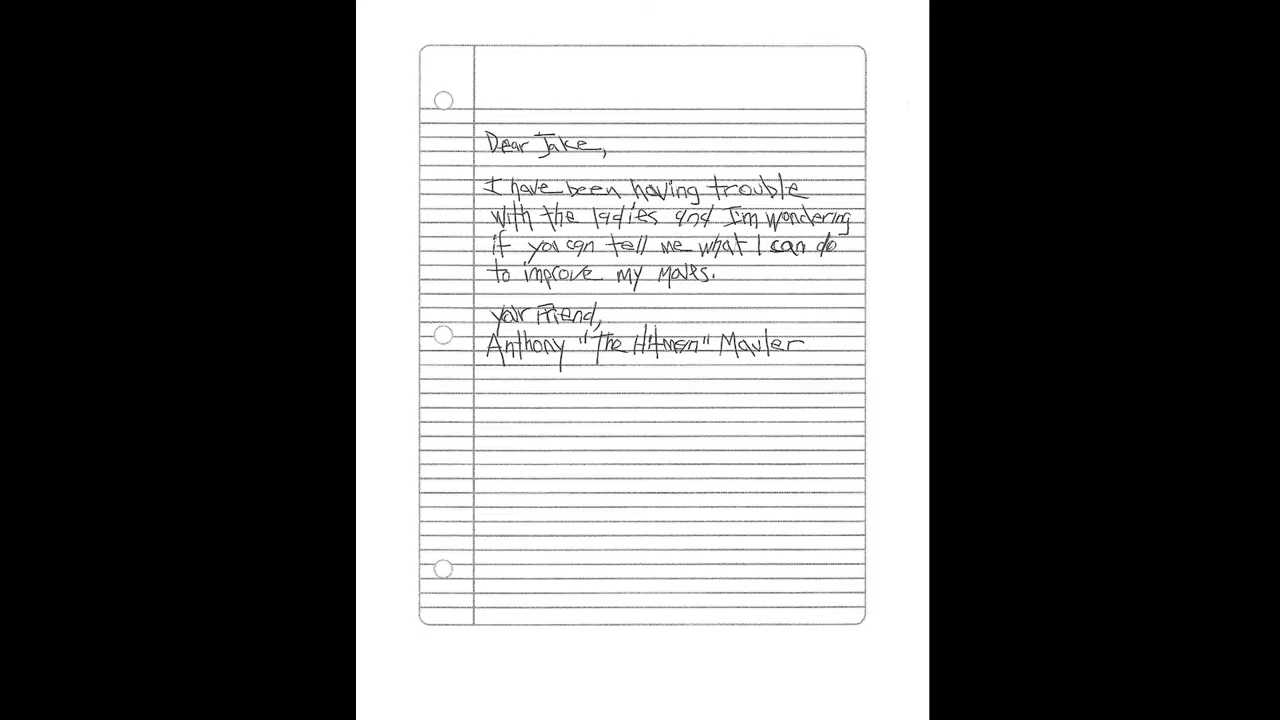 Dear Jake,
I have been having trouble
with the ladies and I'm wondering
if you can tell me what I can do
to improve my moves.
your Friend,
Anthony "The Hitman" Mauler